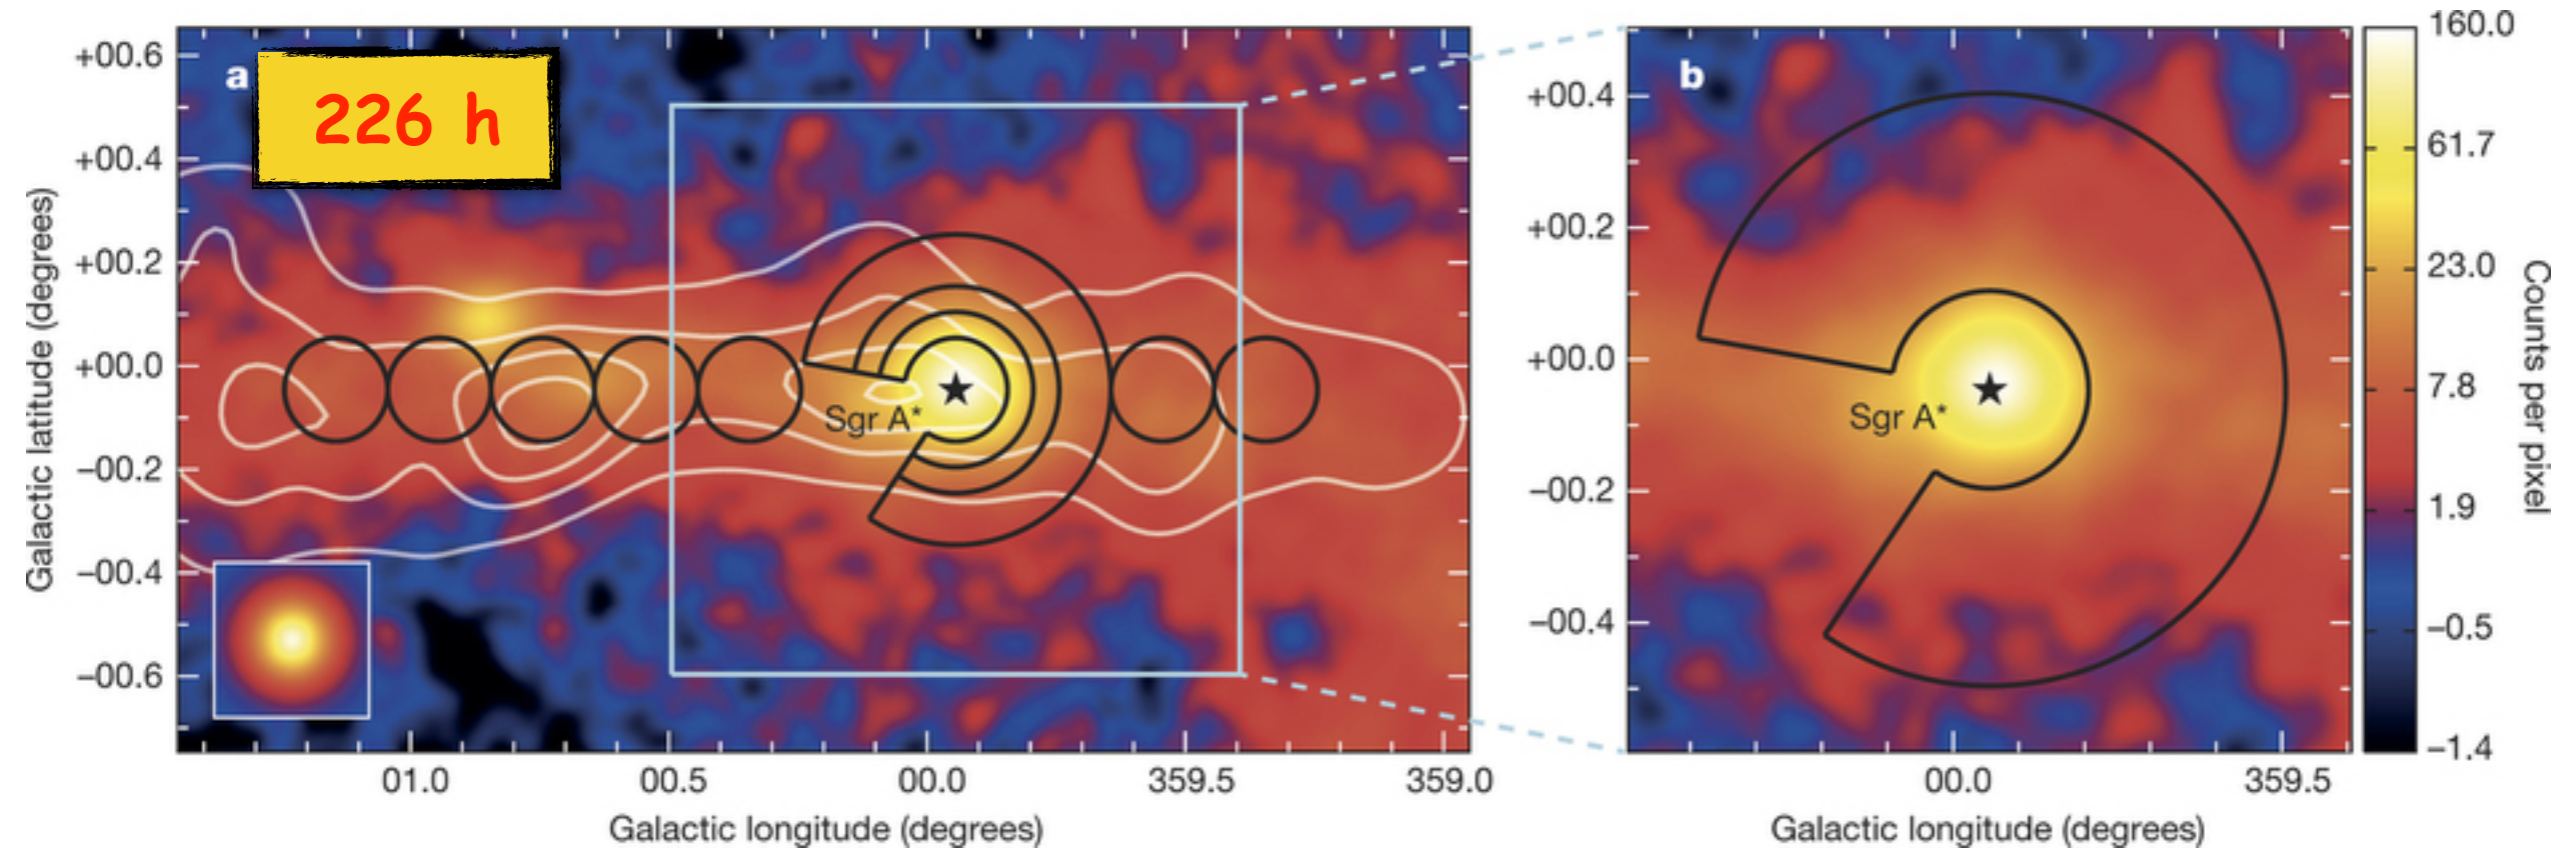 a
226 h
+00.6
+00.4
+00.2
+00.0
−00.2
−00.4
−00.6
Galactic latitude (degrees)
Sgr A*
01.0 00.5 00.0 359.5 359.0
Galactic longitude (degrees)
b
+00.4
+00.2
+00.0
−00.2
−00.4
Sgr A*
00.0 359.5
Galactic longitude (degrees)
160.0
61.7
23.0
7.8
1.9
−0.5
−1.4
Counts per pixel